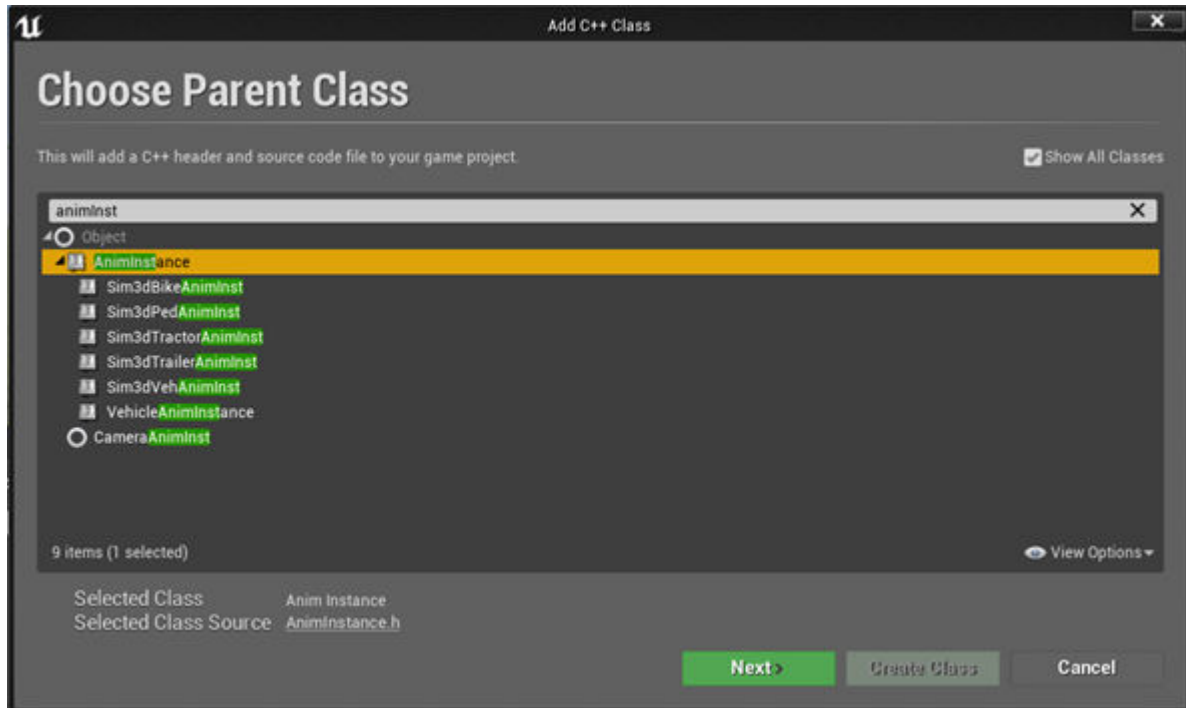 Add C++ Class
Choose Parent Class
This will add a C++ header and source code file to your game project.
Show All Classes
animInst
Object
AnimInstance
Sim3dBikeAnimInst
Sim3dPedAnimInst
Sim3dTractorAnimInst
Sim3dTrailerAnimInst
Sim3dVehAnimInst
VehicleAnimInstance
CameraAnimInst
9 items (1 selected)
View Options
Selected Class Anim Instance
Selected Class Source AnimInstance.h
Next Create Class Cancel